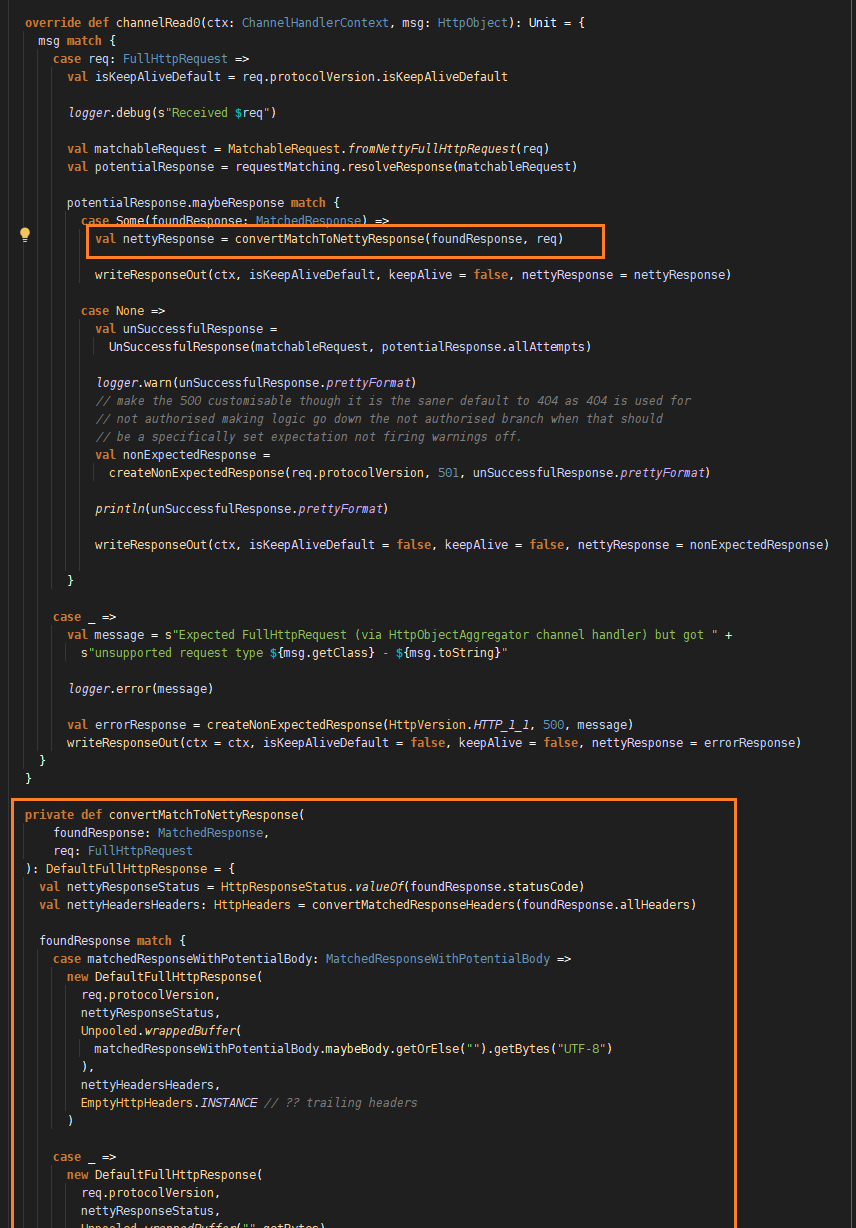 override def channelRead0(ctx: ChannelHandlerContext, msg: HttpObject): Unit = {
msg match {
case req: FullHttpRequest =>
val isKeepAliveDefault = req.protocolVersion.isKeepAliveDefault
logger.debug(s"Received $req")
val matchableRequest = MatchableRequest.fromNettyFullHttpRequest(req)
val potentialResponse = requestMatching.resolveResponse(matchableRequest)
potentialResponse.maybeResponse match {
case Some(foundResponse: MatchedResponse) =>
val nettyResponse = convertMatchToNettyResponse(foundResponse, req)
writeResponseOut(ctx, isKeepAliveDefault, keepAlive = false, nettyResponse = nettyResponse)
case None =>
val unSuccessfulResponse =
UnSuccessfulResponse(matchableRequest, potentialResponse.allAttempts)
logger.warn(unSuccessfulResponse.prettyFormat)
// make the 500 customisable though it is the saner default to 404 as 404 is used for
// not authorised making logic go down the not authorised branch when that should
// be a specifically set expectation not firing warnings off.
val nonExpectedResponse =
createNonExpectedResponse(req.protocolVersion, 501, unSuccessfulResponse.prettyFormat)
println(unSuccessfulResponse.prettyFormat)
writeResponseOut(ctx, isKeepAliveDefault = false, keepAlive = false, nettyResponse = nonExpectedResponse)
}
case _ =>
val message = s"Expected FullHttpRequest (via HttpObjectAggregator channel handler) but got " +
s"unsupported request type ${msg.getClass} - ${msg.toString}"
logger.error(message)
val errorResponse = createNonExpectedResponse(HttpVersion.HTTP_1_1, 500, message)
writeResponseOut(ctx = ctx, isKeepAliveDefault = false, keepAlive = false, nettyResponse = errorResponse)
}
}
private def convertMatchToNettyResponse(
foundResponse: MatchedResponse,
req: FullHttpRequest
): DefaultFullHttpResponse = {
val nettyResponseStatus = HttpResponseStatus.valueOf(foundResponse.statusCode)
val nettyHeadersHeaders: HttpHeaders = convertMatchedResponseHeaders(foundResponse.allHeaders)
foundResponse match {
case matchedResponseWithPotentialBody: MatchedResponseWithPotentialBody =>
new DefaultFullHttpResponse(
req.protocolVersion,
nettyResponseStatus,
Unpooled.wrappedBuffer(
matchedResponseWithPotentialBody.maybeBody.getOrElse("").getBytes("UTF-8")
),
nettyHeadersHeaders,
EmptyHttpHeaders.INSTANCE // ?? trailing headers
)
case _ =>
new DefaultFullHttpResponse(
req.protocolVersion,
nettyResponseStatus,
Unpooled.wrappedBuffer("".getBytes)